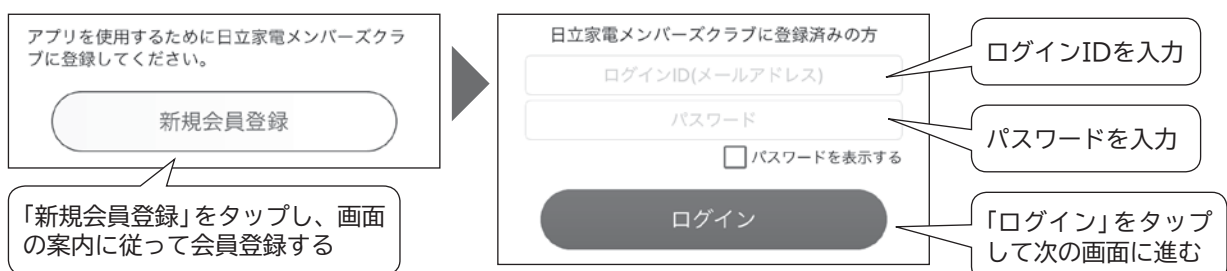 アプリを使用するために日立家電メンバーズクラ
ブに登録してください。
新規会員登録
「新規会員登録」をタップし、画面
の案内に従って会員登録する
日立家電メンバーズクラブに登録済みの方
ログインID(メールアドレス)
パスワード
パスワードを表示する
ログイン
ログインIDを入力
パスワードを入力
「ログイン」をタップ
して次の画面に進む